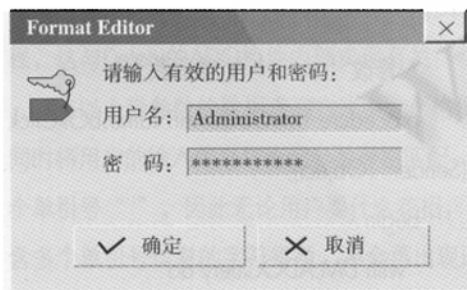 Format Editor
请输入有效的用户和密码：
用户名： Administrator
密 码： ***********
确定
取消